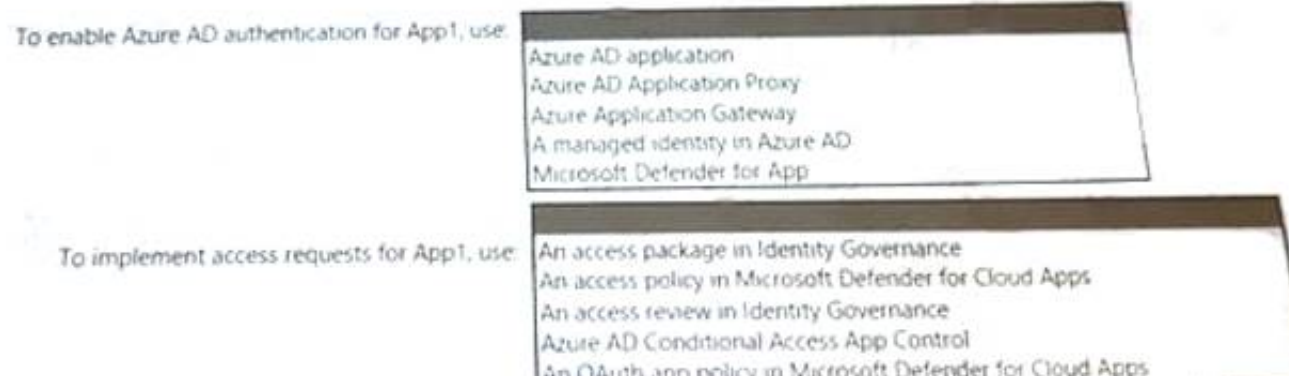 To enable Azure AD authentication for App1, use:
Azure AD application
Azure AD Application Proxy
Azure Application Gateway
A managed identity in Azure AD
Microsoft Defender for App
To implement access requests for App1, use:
An access package in Identity Governance
An access policy in Microsoft Defender for Cloud Apps
An access review in Identity Governance
Azure AD Conditional Access App Control
An OAuth app policy in Microsoft Defender for Cloud Apps